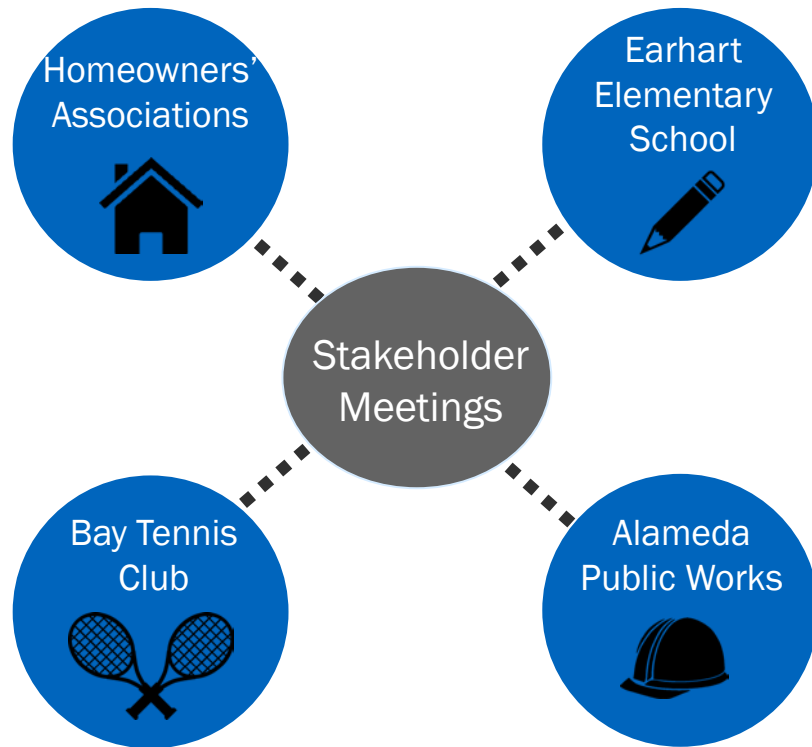 Homeowners’
Associations
Earhart
Elementary
School
Stakeholder
Meetings
Bay Tennis
Club
Alameda
Public Works